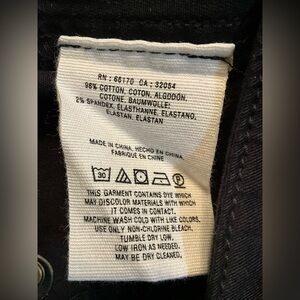 RN : 66170 CA : 32054
98% COTTON, COTON, ALGODON,
COTONE, BAUMWOLLE;
2% SPANDEX, ELASTHANNE, ELASTANO,
ELASTAN, ELASTAN
MADE IN CHINA, HECHO EN CHINA,
FABRIQUE EN CHINE
30 P
THIS GARMENT CONTAINS DYE WHICH
MAY DISCOLOR MATERIALS WITH WHICH
IT COMES IN CONTACT.
MACHINE WASH COLD WITH LIKE COLORS.
USE ONLY NON-CHLORINE BLEACH.
TUMBLE DRY LOW.
LOW IRON AS NEEDED.
MAY BE DRY CLEANED.